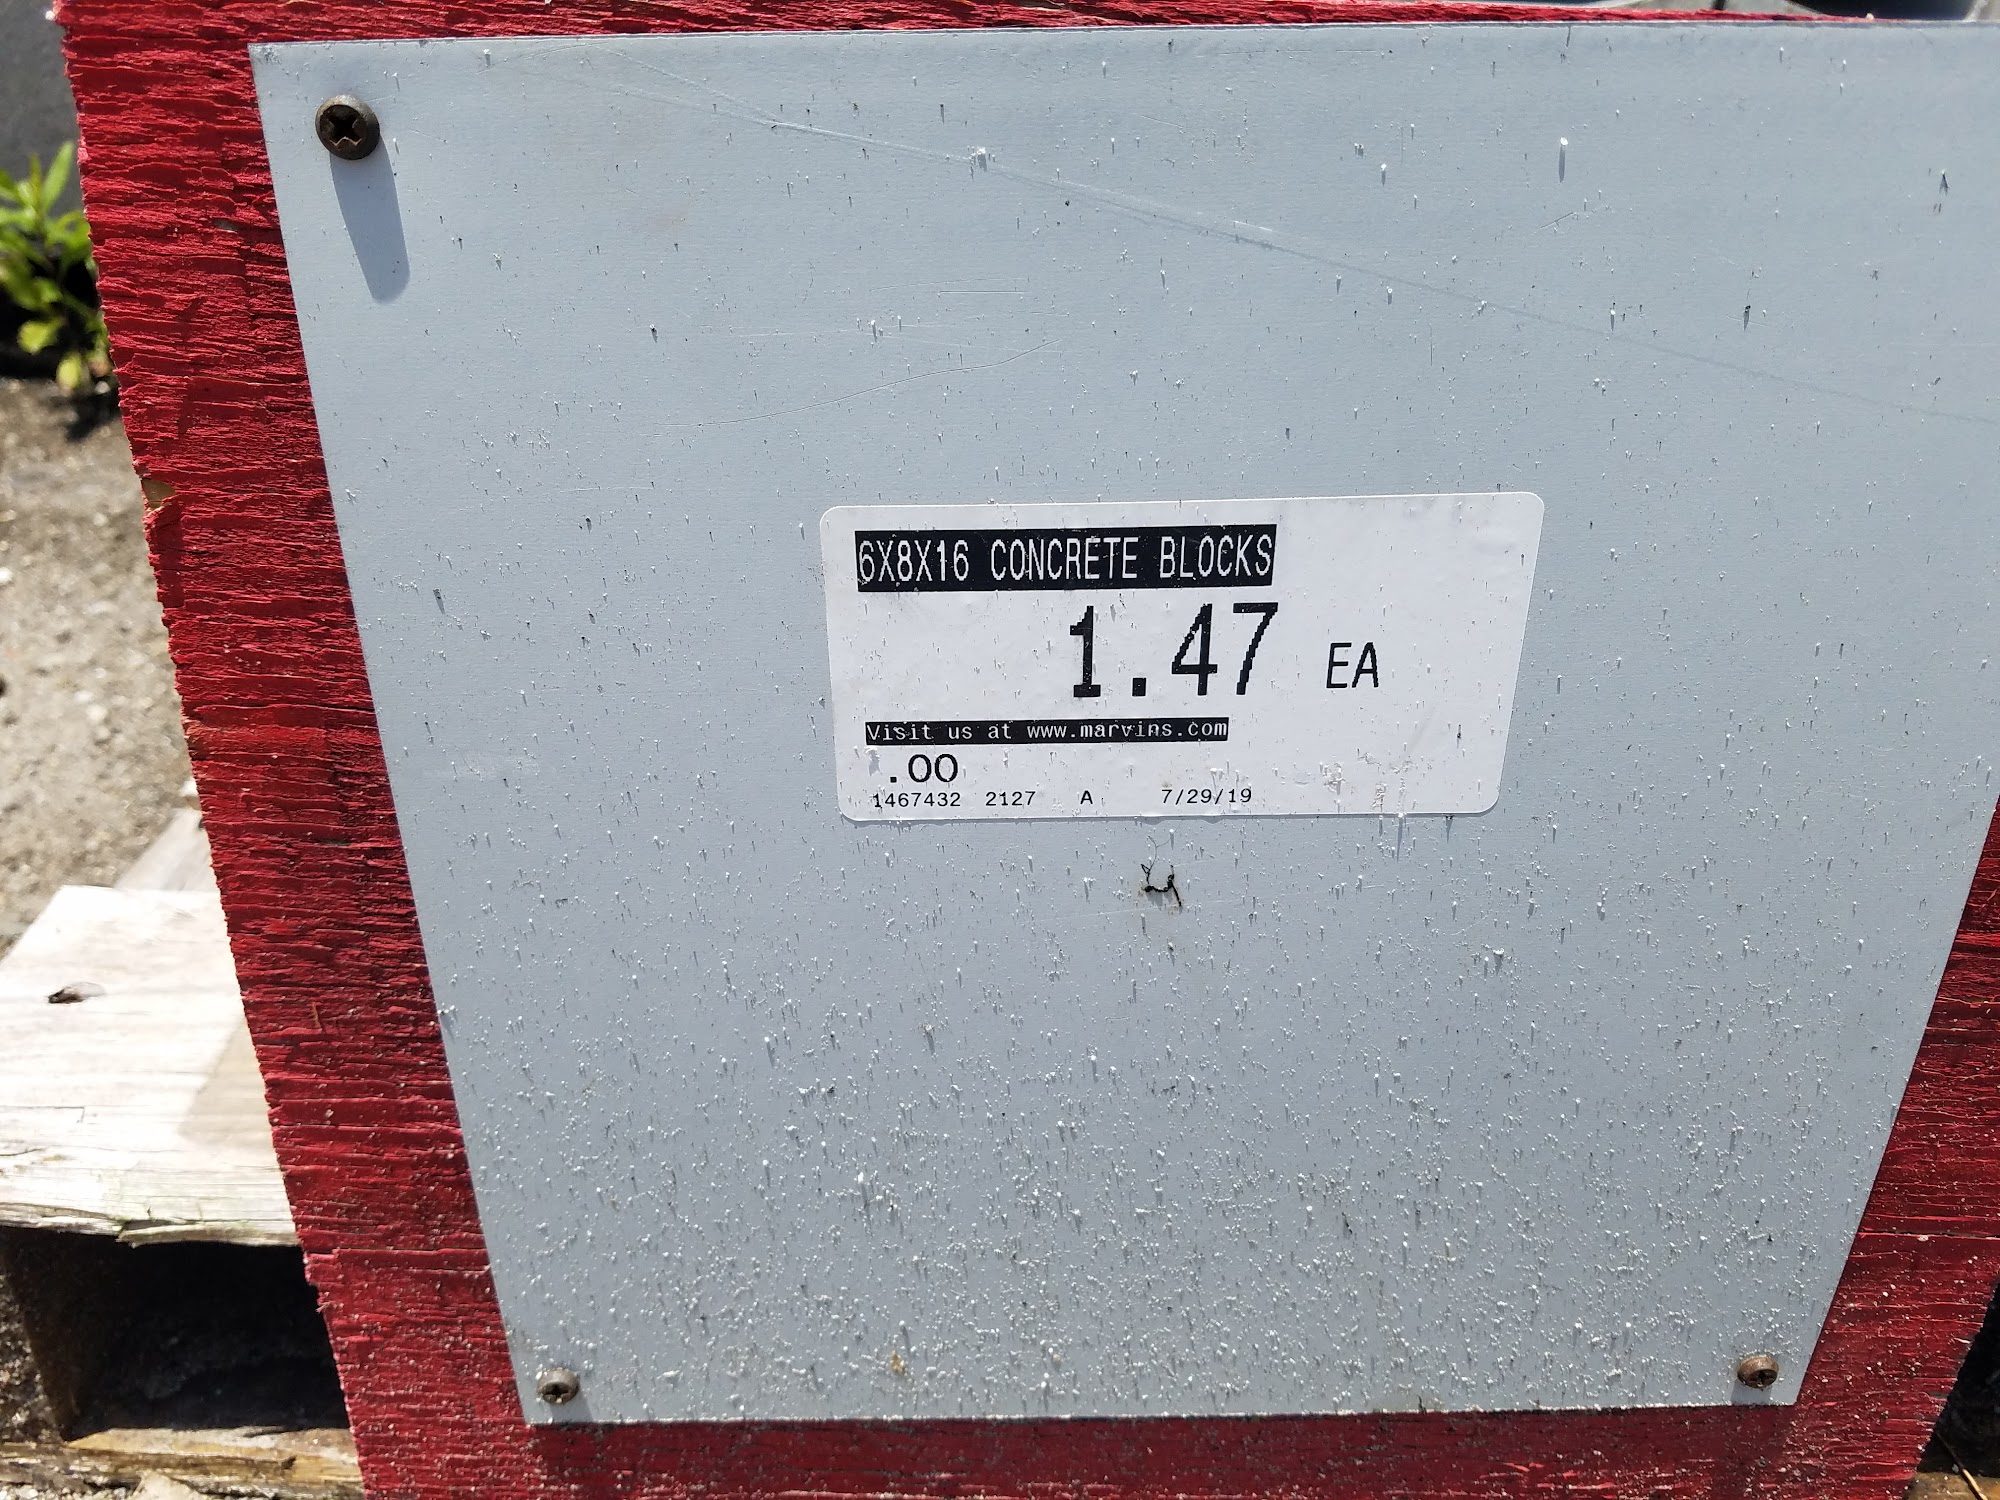 6X8X16 CONCRETE BLOCKS
1.47 EA
Visit us at www.marvins.com
.00
1467432 2127 A 7/29/19